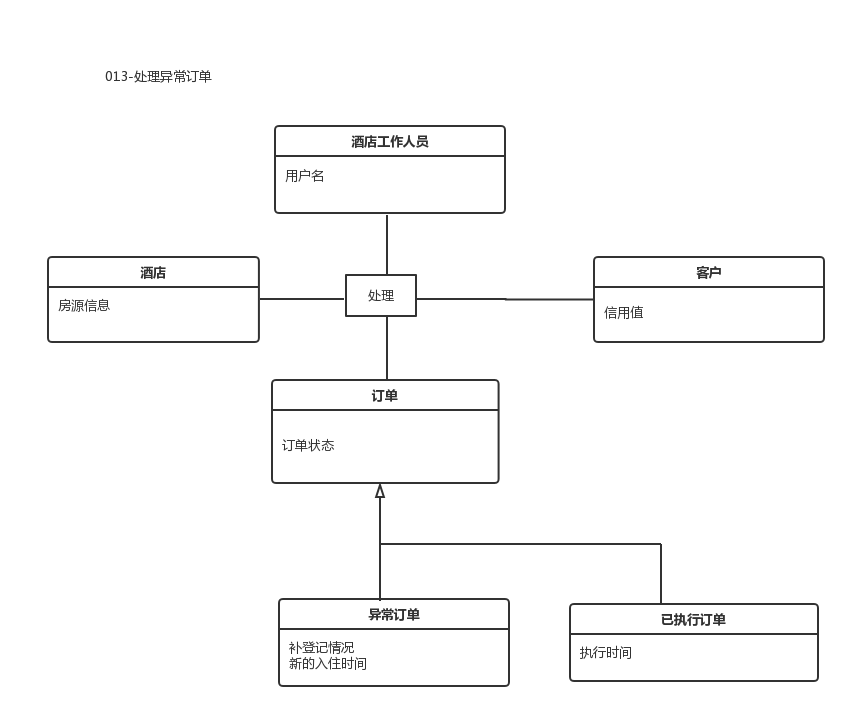 013-处理异常订单
酒店工作人员
用户名
酒店
房源信息
处理
客户
信用值
订单
订单状态
异常订单
补登记情况
新的入住时间
已执行订单
执行时间